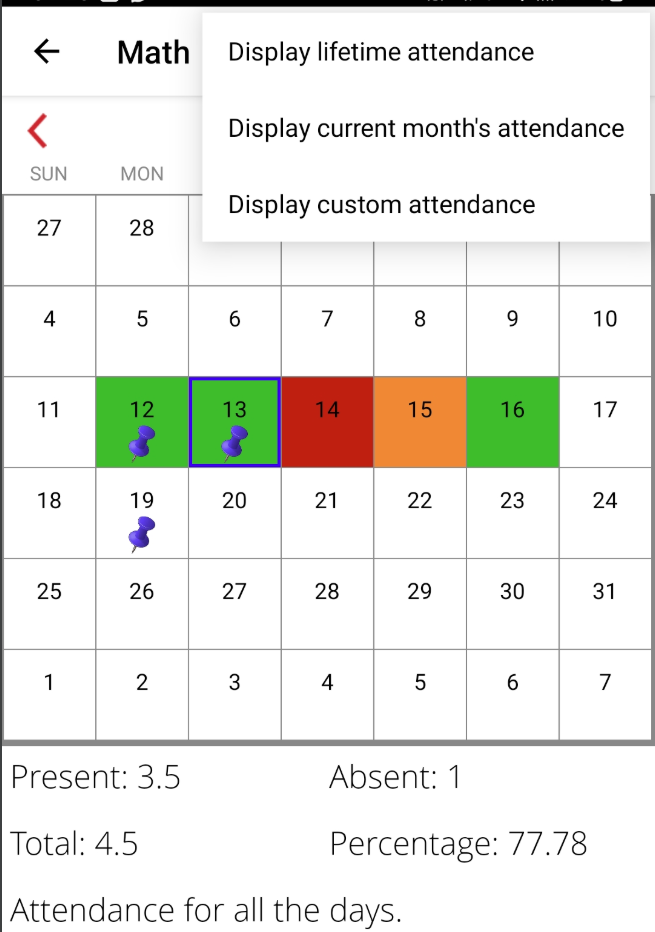 Math
Display lifetime attendance
Display current month's attendance
Display custom attendance
SUN MON
27 28
4 5 6 7 8 9 10
11 12 13 14 15 16 17
18 19 20 21 22 23 24
25 26 27 28 29 30 31
1 2 3 4 5 6 7
Present: 3.5 Absent: 1
Total: 4.5 Percentage: 77.78
Attendance for all the days.